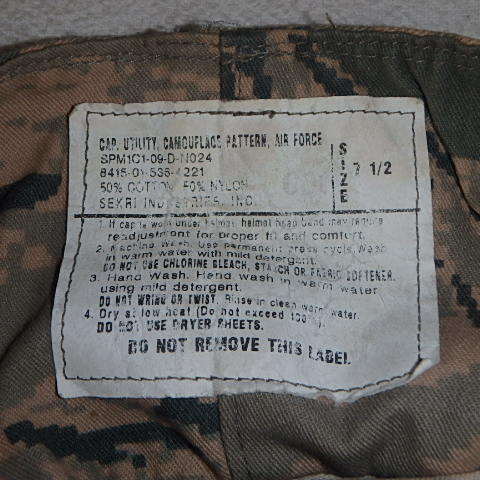 CAP, UTILITY, CAMOUFLAGE PATTERN, AIR FORCE
SPM1C1-09-D-N024
8415-01-536-4221
50% COTTON, 50% NYLON
SEKRI INDUSTRIES, INC.
SIZE 7 1/2
1. If cap is worn under helmet, helmet head band may require
readjustment for proper fit and comfort.
2. Machine Wash. Use permanent press cycle. Wash
in warm water with mild detergent.
DO NOT USE CHLORINE BLEACH, STARCH OR FABRIC SOFTENER.
3. Hand Wash. Hand wash in warm water
using mild detergent.
DO NOT WRING OR TWIST. Rinse in clean warm water.
4. Dry at low heat (Do not exceed
DO NOT USE DRYER SHEETS.
DO NOT REMOVE THIS LABEL